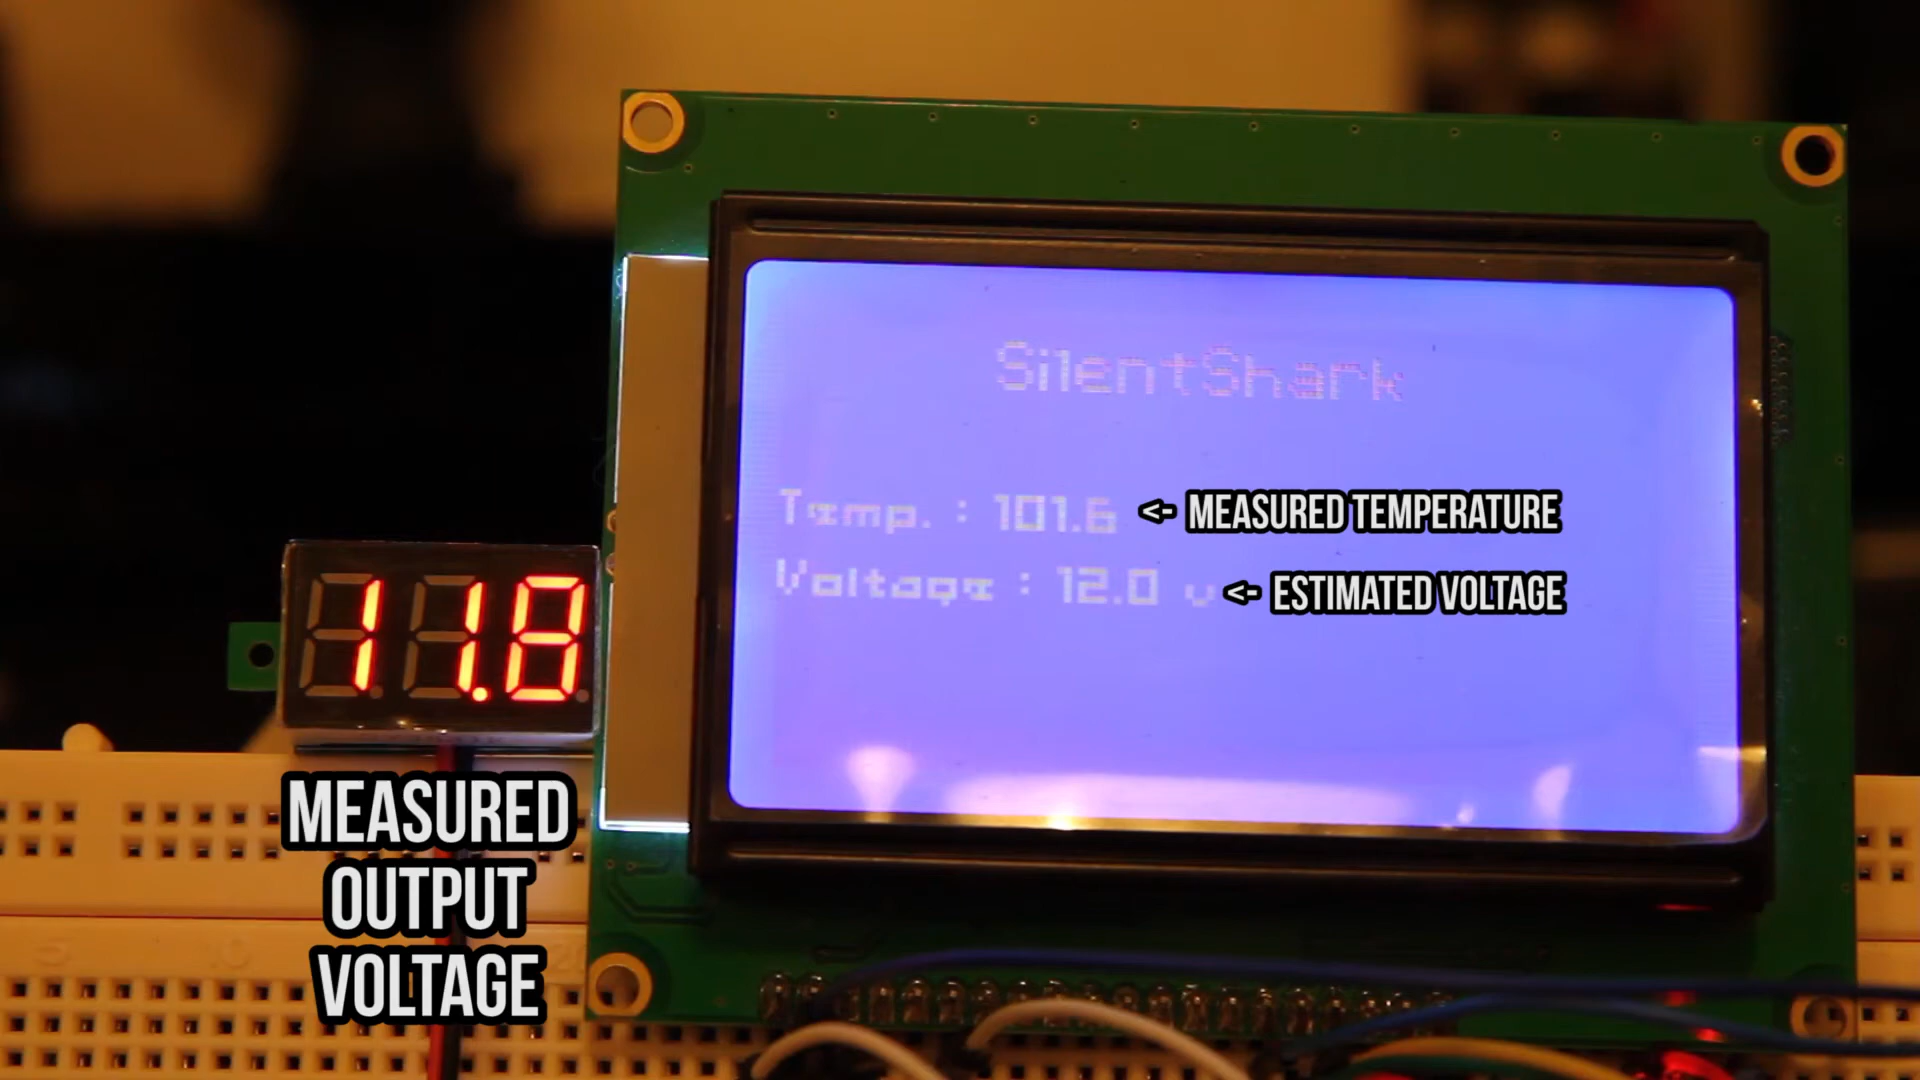 SilentShark
Temp. : 101.6 <- MEASURED TEMPERATURE
Voltage : 12.0 v <- ESTIMATED VOLTAGE
11.8
MEASURED
OUTPUT
VOLTAGE